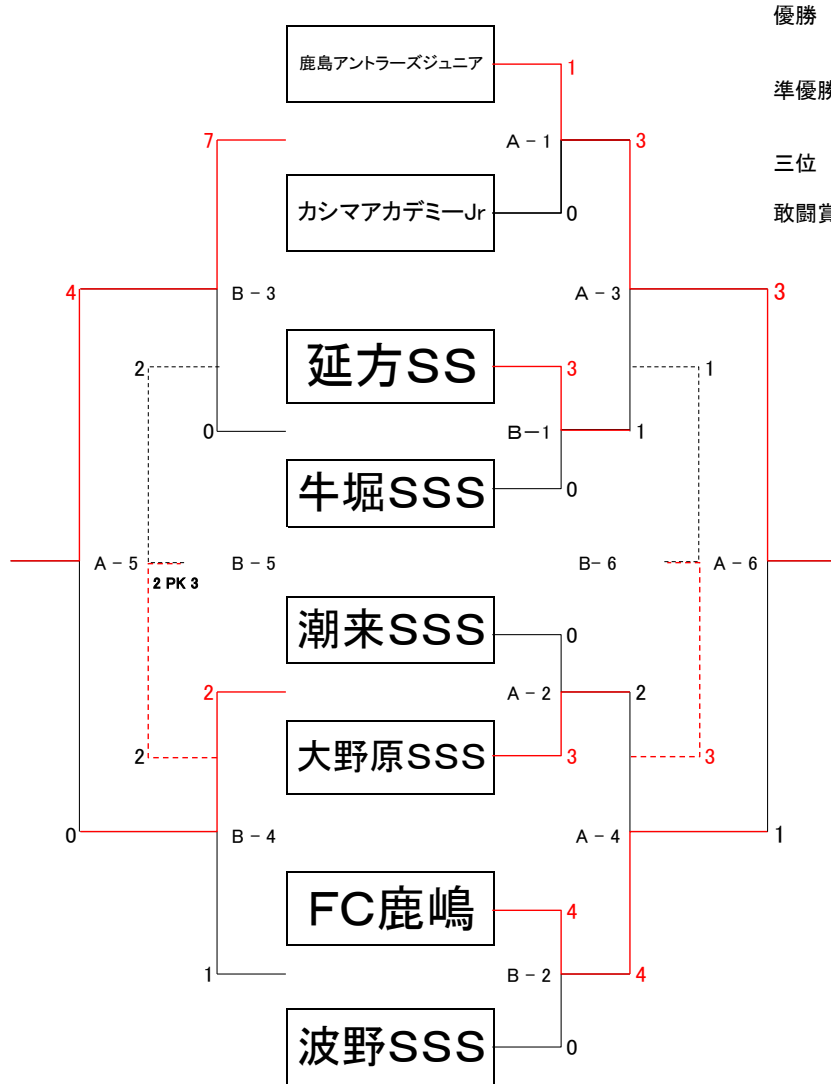 優勝
鹿島アントラーズジュニア
1
準優勝
7
A-1
3
三位
カシマアカデミーJr
0
敢闘賞
4
B-3
A-3
3
延方SS
2
3
1
0
B-1
1
牛堀SSS
0
A-5
B-5
B-6
A-6
2 PK 3
潮来SSS
0
2
A-2
2
大野原SSS
2
3
3
0
B-4
A-4
1
FC鹿嶋
4
1
B-2
4
波野SSS
0